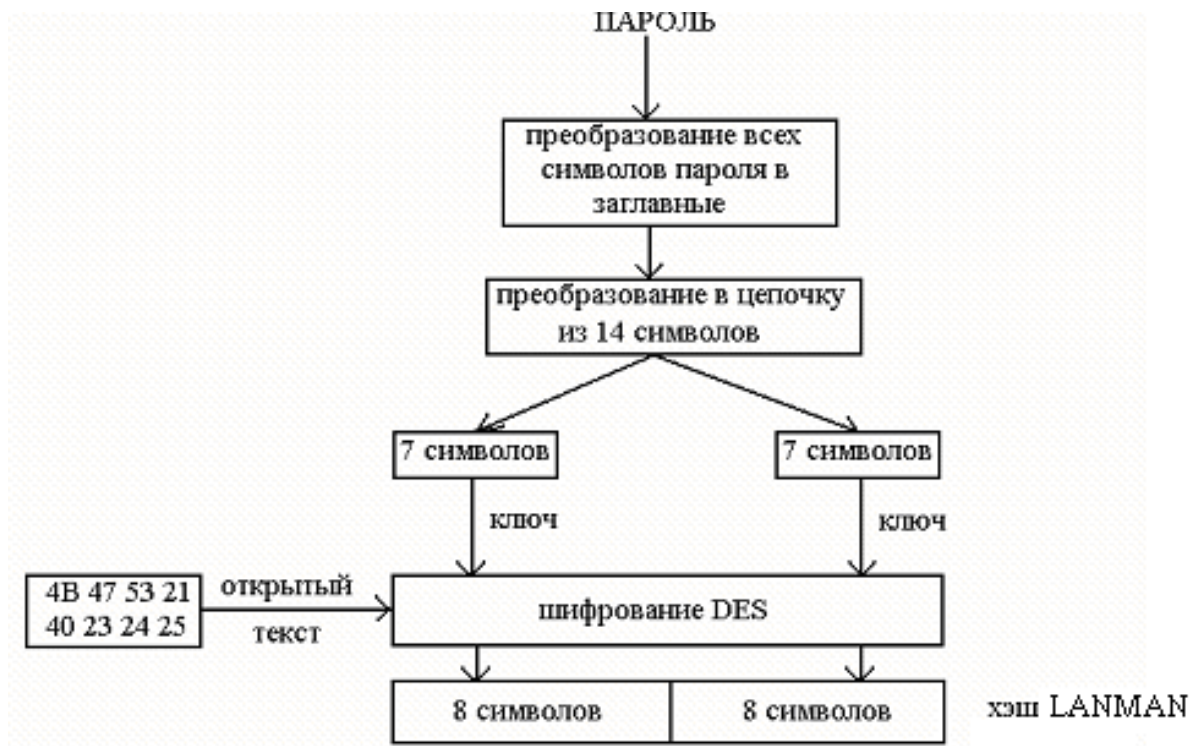 ПАРОЛЬ
преобразование всех
символов пароля в
заглавные
преобразование в цепочку
из 14 символов
7 символов
7 символов
ключ
ключ
4B 47 53 21
40 23 24 25
открытый
текст
шифрование DES
8 символов
8 символов
хэш LANMAN